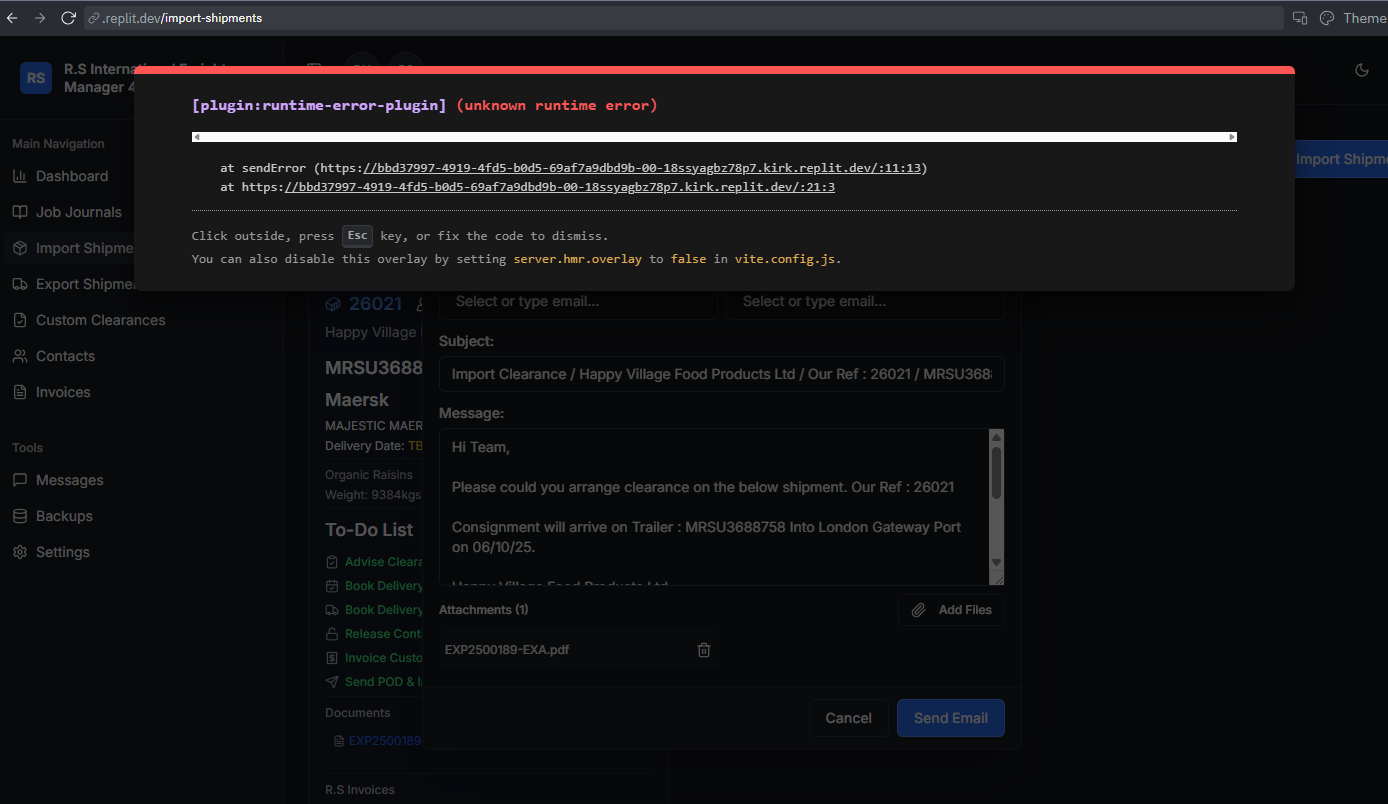 .replit.dev/import-shipments
Theme
RS
R.S International Freight
Manager 4
[plugin:runtime-error-plugin] (unknown runtime error)
at sendError (https://bbd37997-4919-4fd5-b0d5-69af7a9dbd9b-00-18ssyagbz78p7.kirk.replit.dev/:11:13)
at https://bbd37997-4919-4fd5-b0d5-69af7a9dbd9b-00-18ssyagbz78p7.kirk.replit.dev/:21:3
Click outside, press Esc key, or fix the code to dismiss.
You can also disable this overlay by setting server.hmr.overlay to false in vite.config.js.
Import Shipme
Main Navigation
Dashboard
Job Journals
Import Shipme
Export Shipme
Custom Clearances
Contacts
Invoices
Tools
Messages
Backups
Settings
26021
Happy Village
MRSU3688
Maersk
MAJESTIC MAER
Delivery Date: TB
Organic Raisins
Weight: 9384kgs
To-Do List
Advise Cleara
Book Delivery
Book Delivery
Release Conta
Invoice Custo
Send POD & I
Documents
EXP2500189
R.S Invoices
Select or type email...
Select or type email...
Subject:
Import Clearance / Happy Village Food Products Ltd / Our Ref : 26021 / MRSU368
Message:
Hi Team,
Please could you arrange clearance on the below shipment. Our Ref : 26021
Consignment will arrive on Trailer : MRSU3688758 Into London Gateway Port
on 06/10/25.
Happy Village Food Products Ltd
Attachments (1)
Add Files
EXP2500189-EXA.pdf
Cancel
Send Email